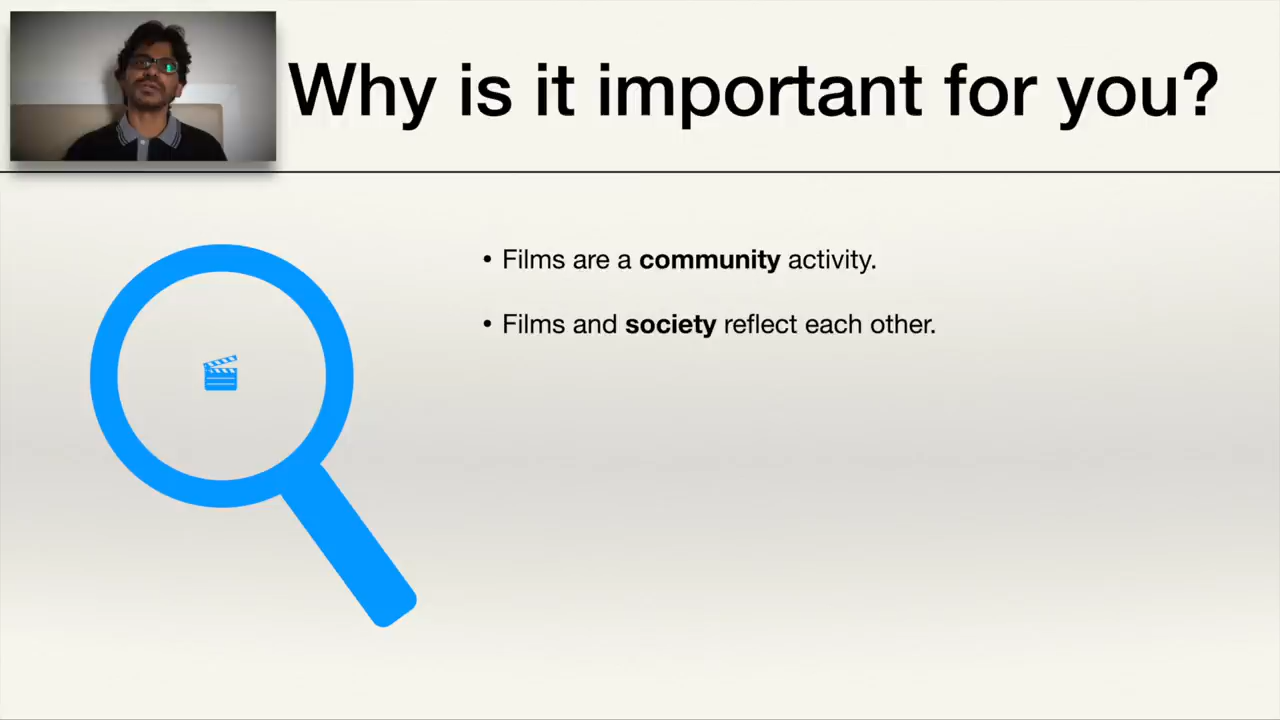 Why is it important for you?
• Films are a community activity.
• Films and society reflect each other.